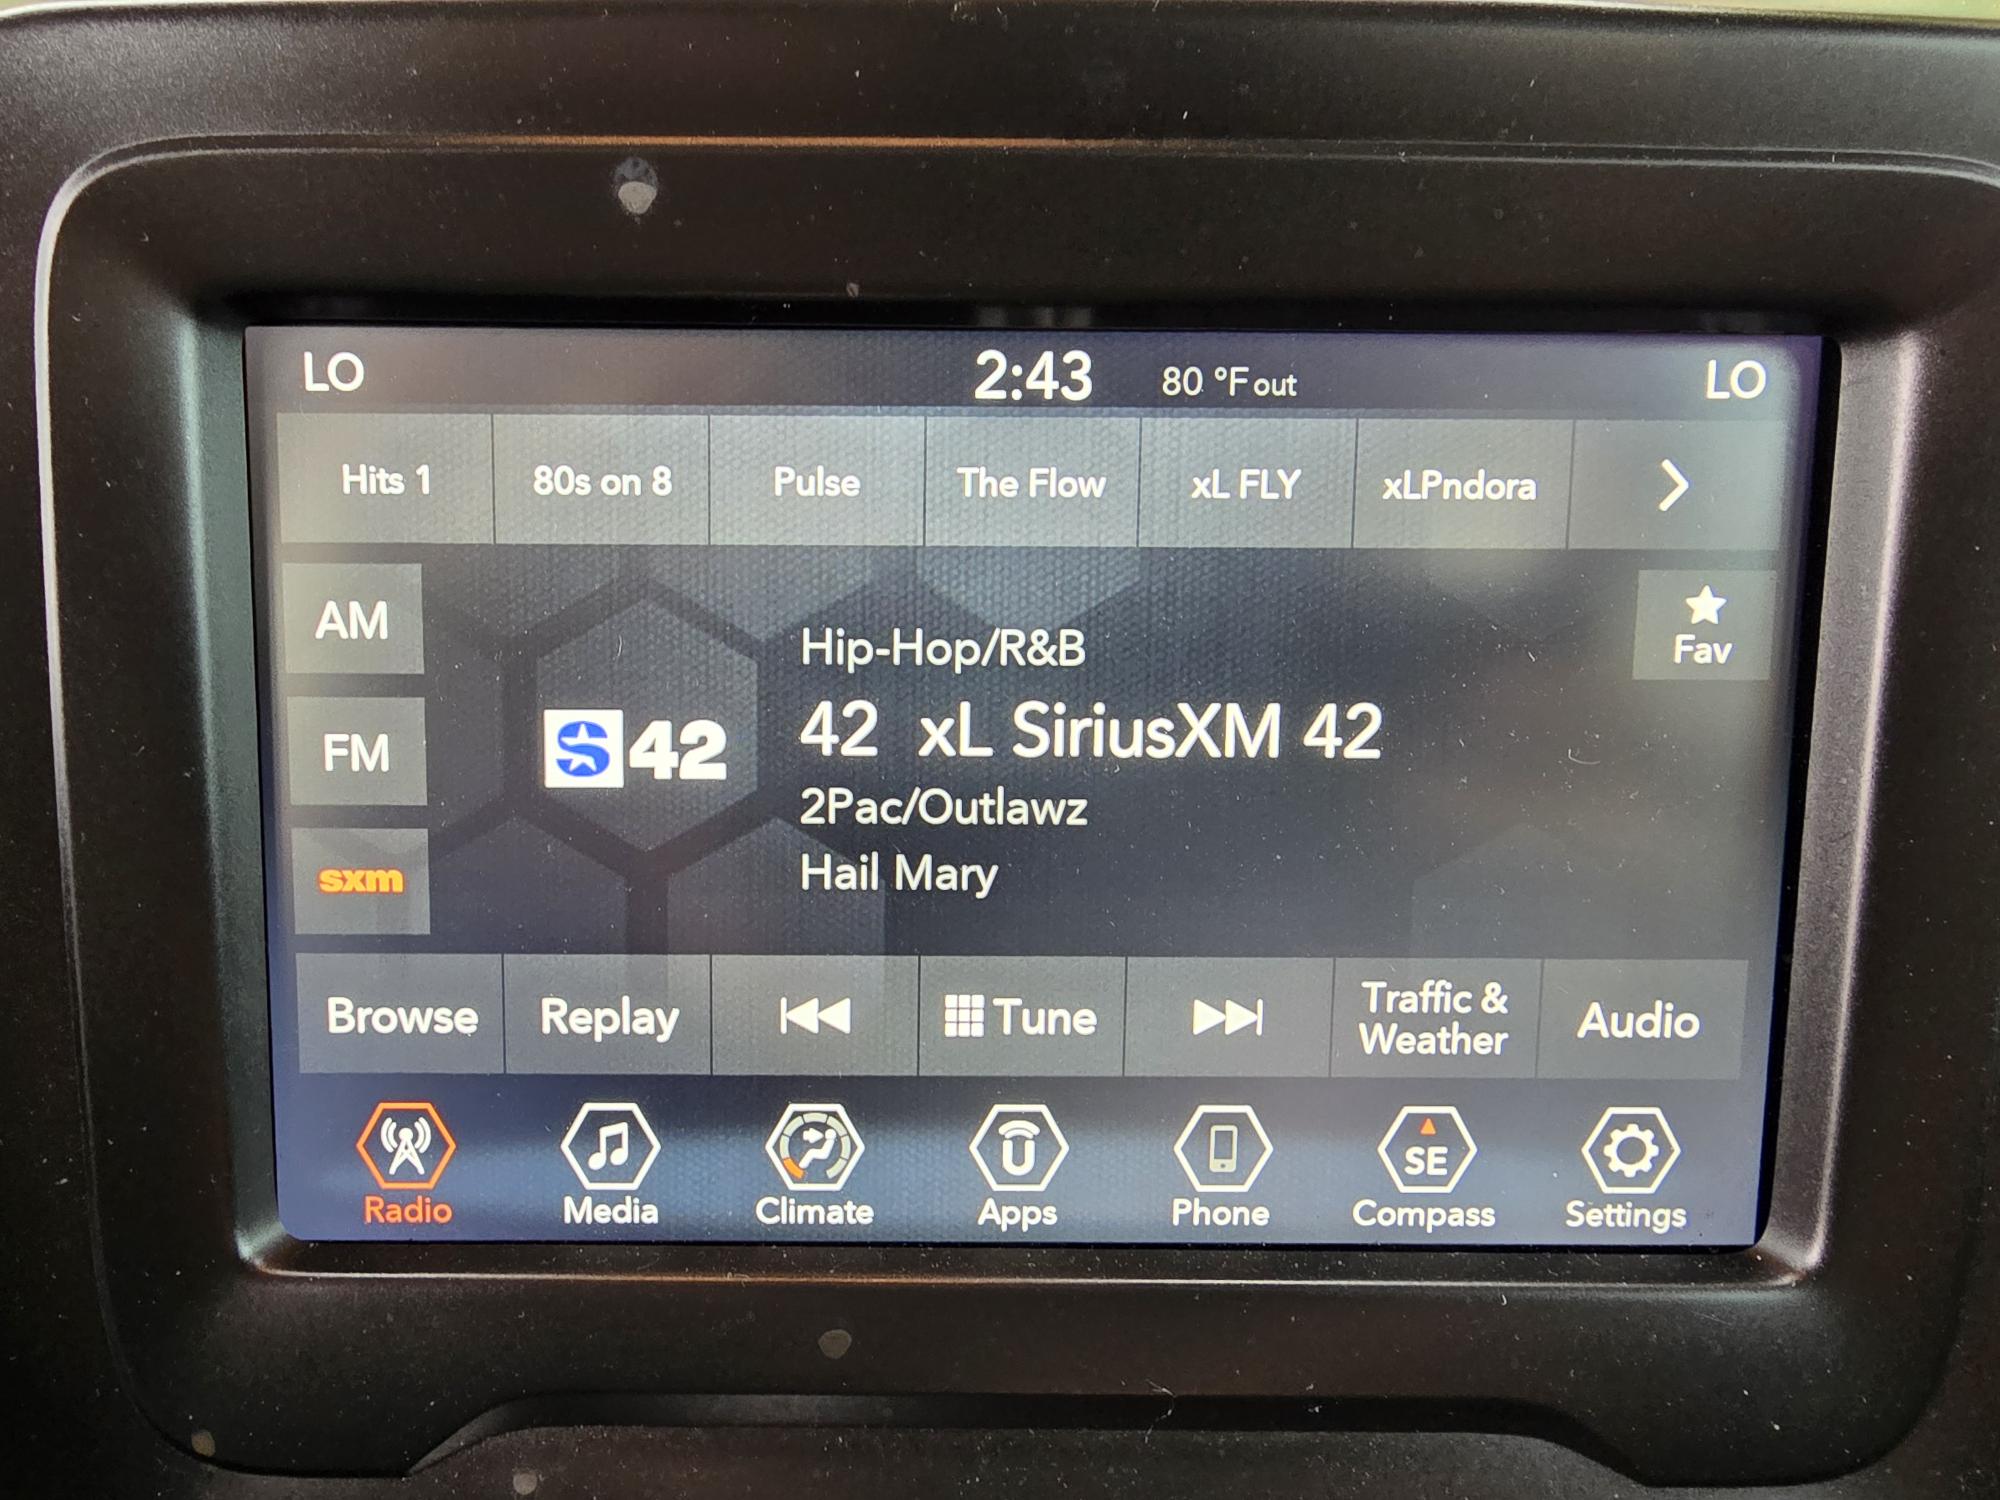 LO 2:43 80 °F out LO
Hits 1 80s on 8 Pulse The Flow xL FLY xLPndora
AM
Fav
Hip-Hop/R&B
42 xL SiriusXM 42
FM
S 42
2Pac/Outlawz
Hail Mary
sxm
Browse Replay Tune Traffic & Weather Audio
U SE
Radio Media Climate Apps Phone Compass Settings